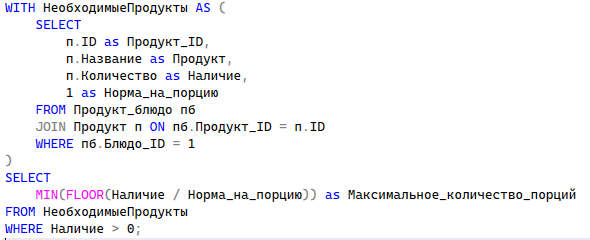 WITH НеобходимыеПродукты AS (
    SELECT
        п.ID as Продукт_ID,
        п.Название as Продукт,
        п.Количество as Наличие,
        1 as Норма_на_порцию
    FROM Продукт_блюдо пб
    JOIN Продукт п ON пб.Продукт_ID = п.ID
    WHERE пб.Блюдо_ID = 1
)
SELECT
    MIN(FLOOR(Наличие / Норма_на_порцию)) as Максимальное_количество_порций
FROM НеобходимыеПродукты
WHERE Наличие > 0;